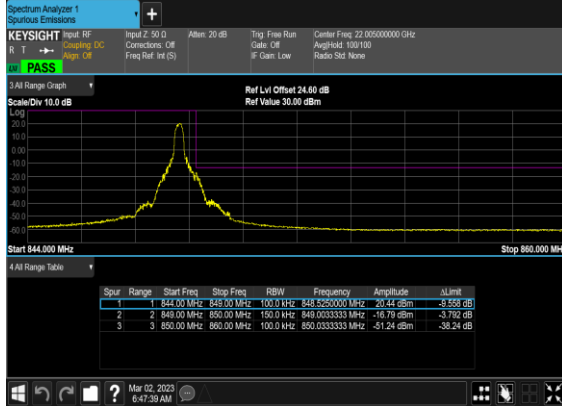 Spectrum Analyzer 1
Spurious Emissions
+
KEYSIGHT Input: RF Input Z: 50 Ω Atten: 20 dB Trig: Free Run Center Freq: 22.005000000 GHz
R T Coupling: DC Corrections: Off Gate: Off Avg|Hold: 100/100
Align: Off Freq Ref: Int (S) IF Gain: Low Radio Std: None
PASS
3 All Range Graph
Ref Lvl Offset 24.60 dB
Scale/Div 10.0 dB Ref Value 30.00 dBm
Log
20.0
10.0
0.00
-10.0
-20.0
-30.0
-40.0
-50.0
-60.0
Start 844.000 MHz Stop 860.000 MHz
4 All Range Table
Spur Range Start Freq Stop Freq RBW Frequency Amplitude ΔLimit
1 1 844.00 MHz 849.00 MHz 100.0 kHz 848.5250000 MHz 20.44 dBm -9.558 dB
2 2 849.00 MHz 850.00 MHz 150.0 kHz 849.0033333 MHz -16.79 dBm -3.792 dB
3 3 850.00 MHz 860.00 MHz 100.0 kHz 850.0333333 MHz -51.24 dBm -38.24 dB
? Mar 02, 2023
6:47:39 AM